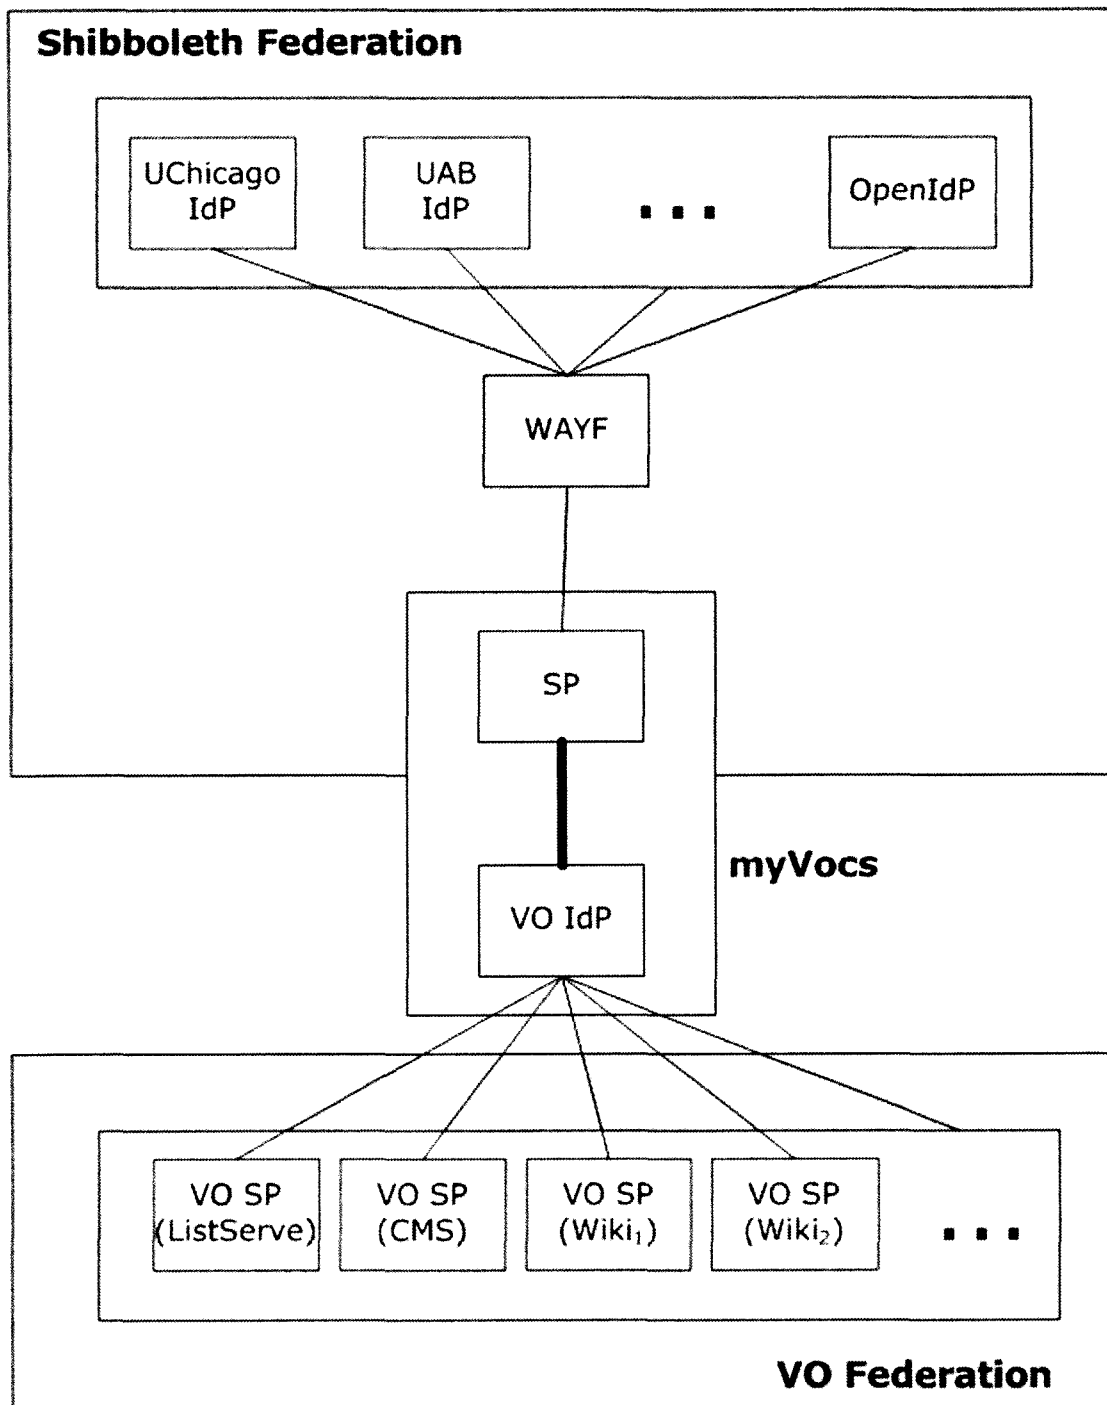 Shibboleth Federation
UChicago
IdP
UAB
IdP
. . .
OpenIdP
WAYF
SP
myVocs
VO IdP
VO SP
(ListServe)
VO SP
(CMS)
VO SP
(Wiki₁)
VO SP
(Wiki₂)
. . .
VO Federation